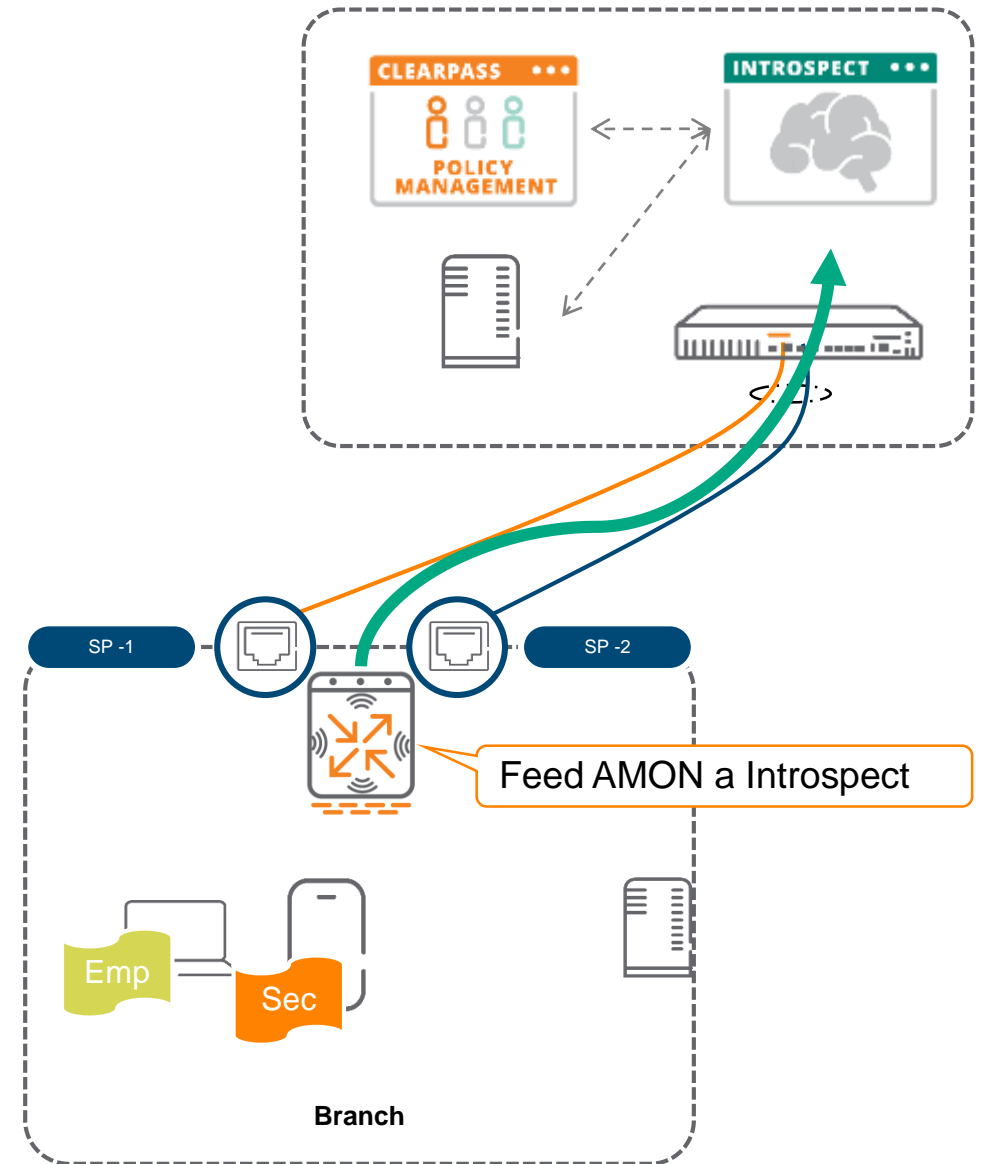 CLEARPASS
INTROSPECT
POLICY
MANAGEMENT
SP -1
SP -2
Feed AMON a Introspect
Emp
Sec
Branch